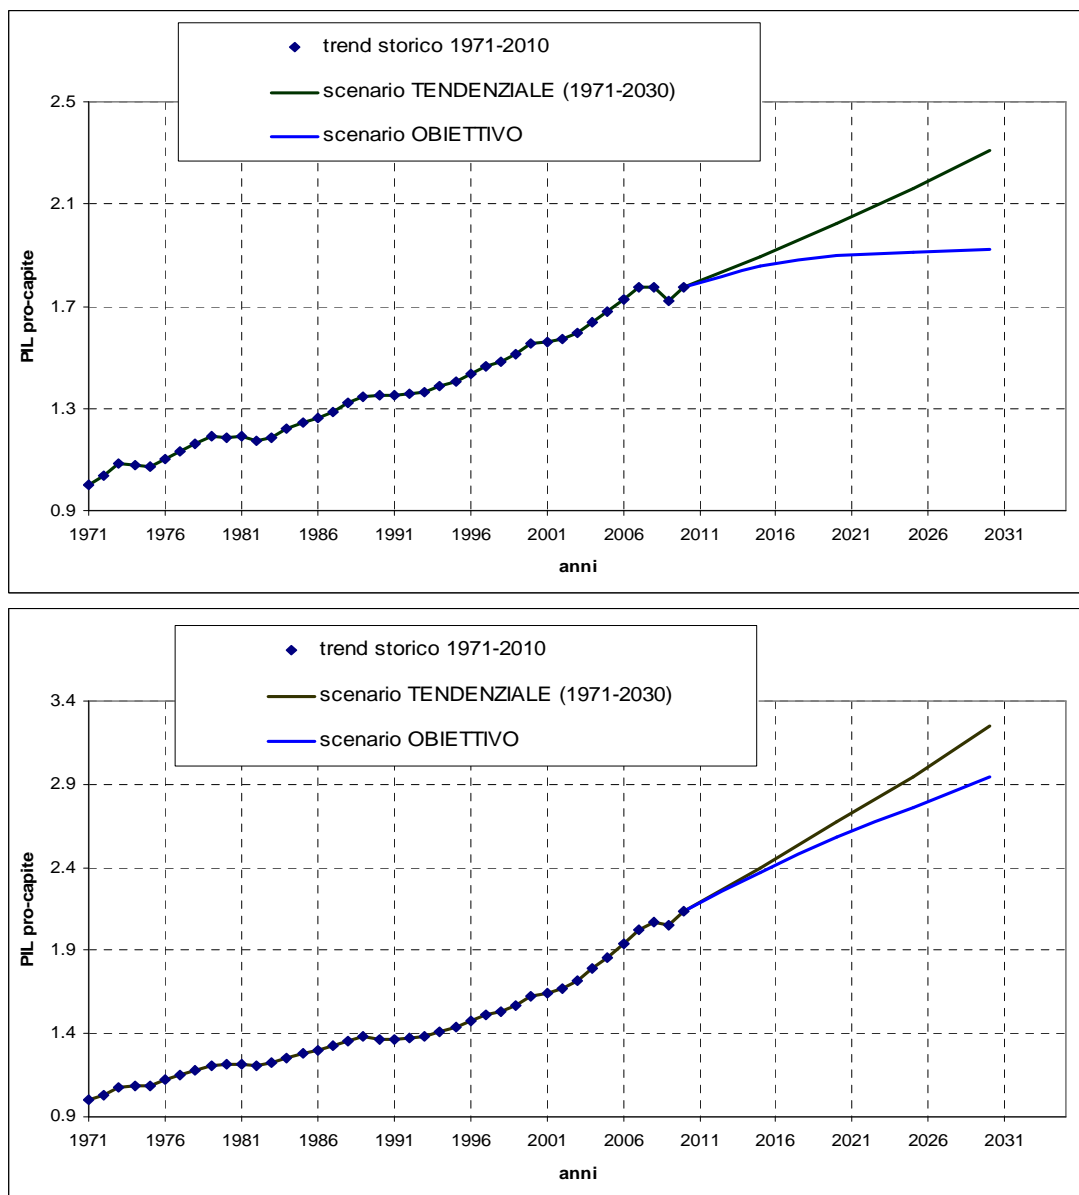 trend storico 1971-2010
scenario TENDENZIALE (1971-2030)
scenario OBIETTIVO
2.5
2.1
1.7
1.3
0.9
PIL pro-capite
1971 1976 1981 1986 1991 1996 2001 2006 2011 2016 2021 2026 2031
anni
trend storico 1971-2010
scenario TENDENZIALE (1971-2030)
scenario OBIETTIVO
3.4
2.9
2.4
1.9
1.4
0.9
PIL pro-capite
1971 1976 1981 1986 1991 1996 2001 2006 2011 2016 2021 2026 2031
anni